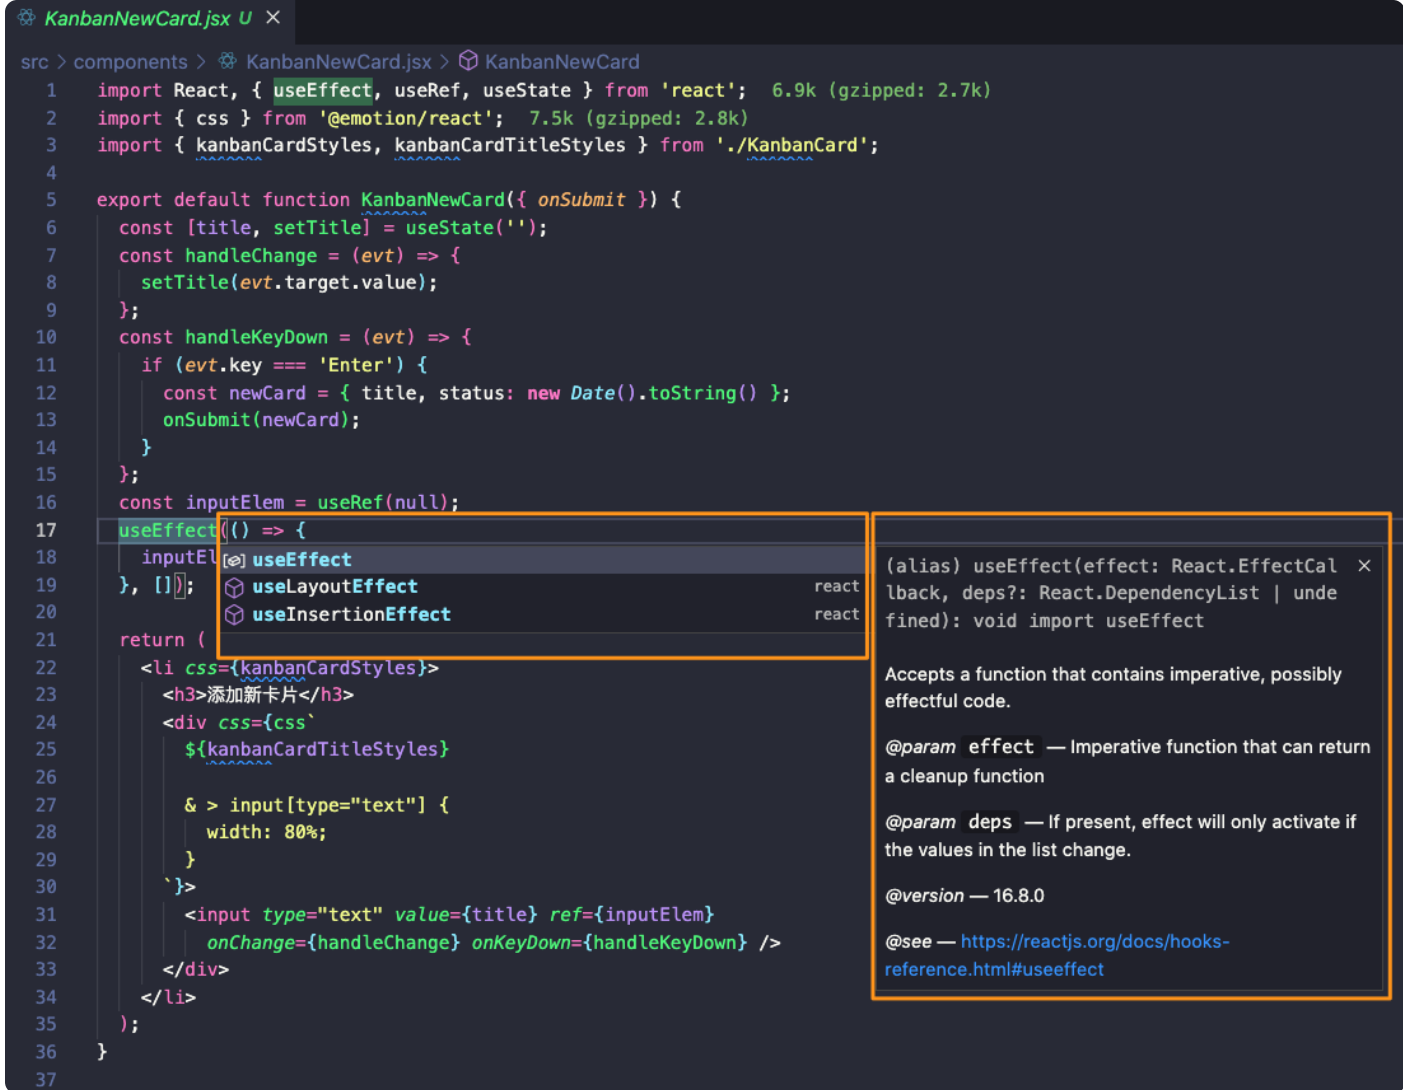 KanbanNewCard.jsx U ×
src > components > KanbanNewCard.jsx > KanbanNewCard
1 import React, { useEffect, useRef, useState } from 'react'; 6.9k (gzipped: 2.7k)
2 import { css } from '@emotion/react'; 7.5k (gzipped: 2.8k)
3 import { kanbanCardStyles, kanbanCardTitleStyles } from './KanbanCard';
4
5 export default function KanbanNewCard({ onSubmit }) {
6 const [title, setTitle] = useState('');
7 const handleChange = (evt) => {
8 setTitle(evt.target.value);
9 };
10 const handleKeyDown = (evt) => {
11 if (evt.key === 'Enter') {
12 const newCard = { title, status: new Date().toString() };
13 onSubmit(newCard);
14 }
15 };
16 const inputElem = useRef(null);
17 useEffect(() => {
18 inputEl
19 }, []);
20
21 return (
22 <li css={kanbanCardStyles}>
23 <h3>添加新卡片</h3>
24 <div css={css`
25 ${kanbanCardTitleStyles}
26
27 & > input[type="text"] {
28 width: 80%;
29 }
30 `}>
31 <input type="text" value={title} ref={inputElem}
32 onChange={handleChange} onKeyDown={handleKeyDown} />
33 </div>
34 </li>
35 );
36 }
37
useEffect
useLayoutEffect react
useInsertionEffect react
(alias) useEffect(effect: React.EffectCal
lback, deps?: React.DependencyList | unde
fined): void import useEffect
Accepts a function that contains imperative, possibly
effectful code.
@param effect — Imperative function that can return
a cleanup function
@param deps — If present, effect will only activate if
the values in the list change.
@version — 16.8.0
@see — https://reactjs.org/docs/hooks-
reference.html#useeffect